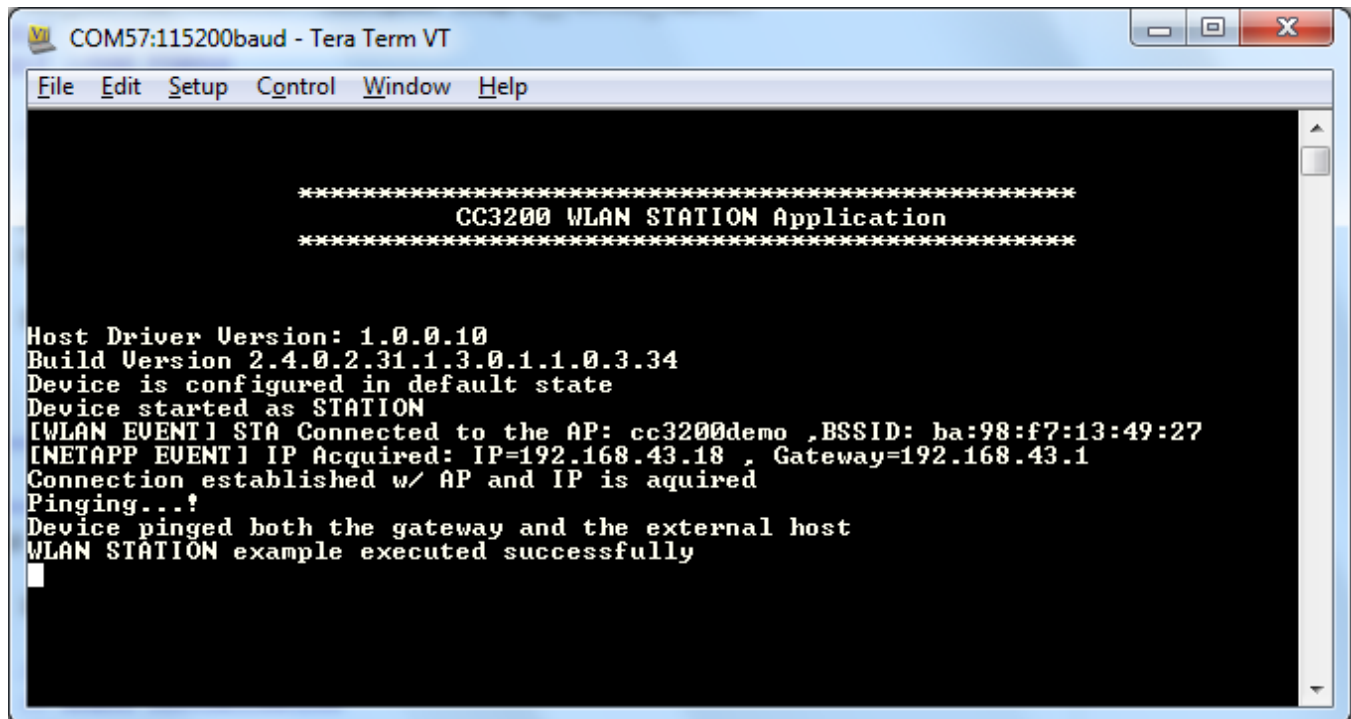 COM57:115200baud - Tera Term VT
File Edit Setup Control Window Help
*************************************************
CC3200 WLAN STATION Application
*************************************************
Host Driver Version: 1.0.0.10
Build Version 2.4.0.2.31.1.3.0.1.1.0.3.34
Device is configured in default state
Device started as STATION
[WLAN EVENT] STA Connected to the AP: cc3200demo ,BSSID: ba:98:f7:13:49:27
[NETAPP EVENT] IP Acquired: IP=192.168.43.18 , Gateway=192.168.43.1
Connection established w/ AP and IP is aquired
Pinging...!
Device pinged both the gateway and the external host
WLAN STATION example executed successfully